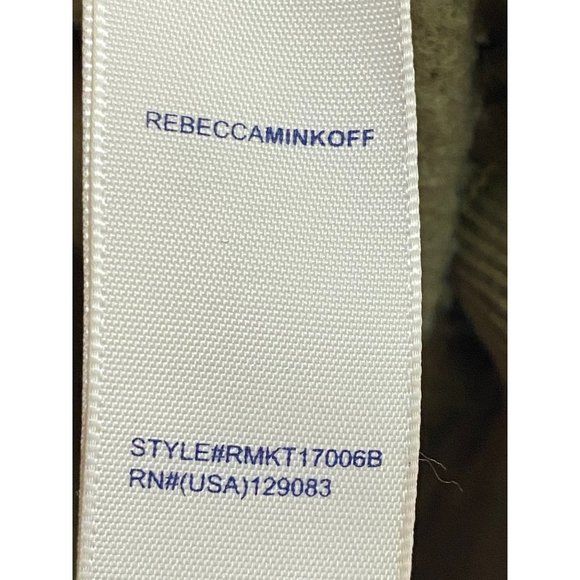 REBECCAMINKOFF
STYLE#RMKT17006B
RN#(USA)129083